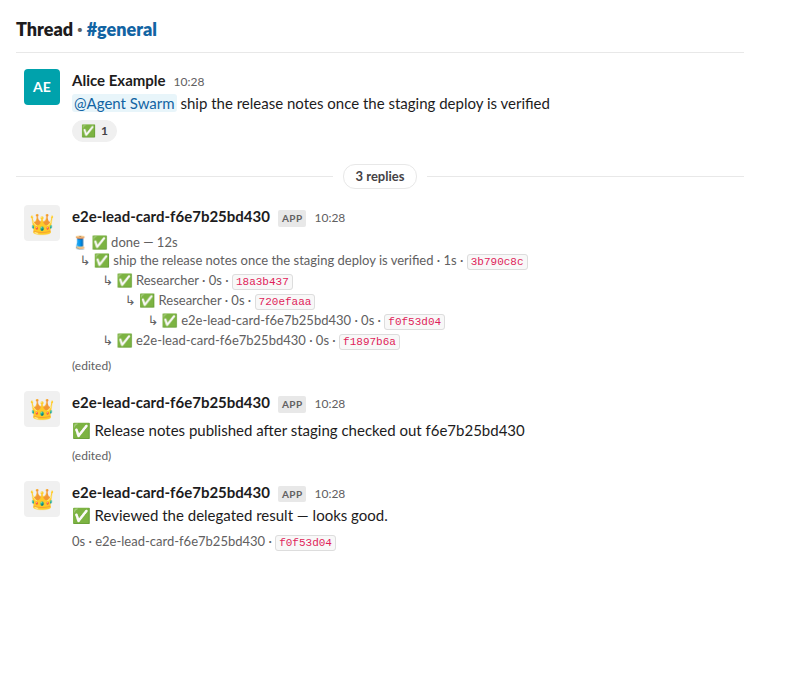 Thread • #general
AE
Alice Example 10:28
@Agent Swarm ship the release notes once the staging deploy is verified
✅ 1
3 replies
e2e-lead-card-f6e7b25bd430 APP 10:28
🧵 ✅ done — 12s
↳ ✅ ship the release notes once the staging deploy is verified · 1s · 3b790c8c
↳ ✅ Researcher · 0s · 18a3b437
↳ ✅ Researcher · 0s · 720efaaa
↳ ✅ e2e-lead-card-f6e7b25bd430 · 0s · f0f53d04
↳ ✅ e2e-lead-card-f6e7b25bd430 · 0s · f1897b6a
(edited)
e2e-lead-card-f6e7b25bd430 APP 10:28
✅ Release notes published after staging checked out f6e7b25bd430
(edited)
e2e-lead-card-f6e7b25bd430 APP 10:28
✅ Reviewed the delegated result — looks good.
0s · e2e-lead-card-f6e7b25bd430 · f0f53d04